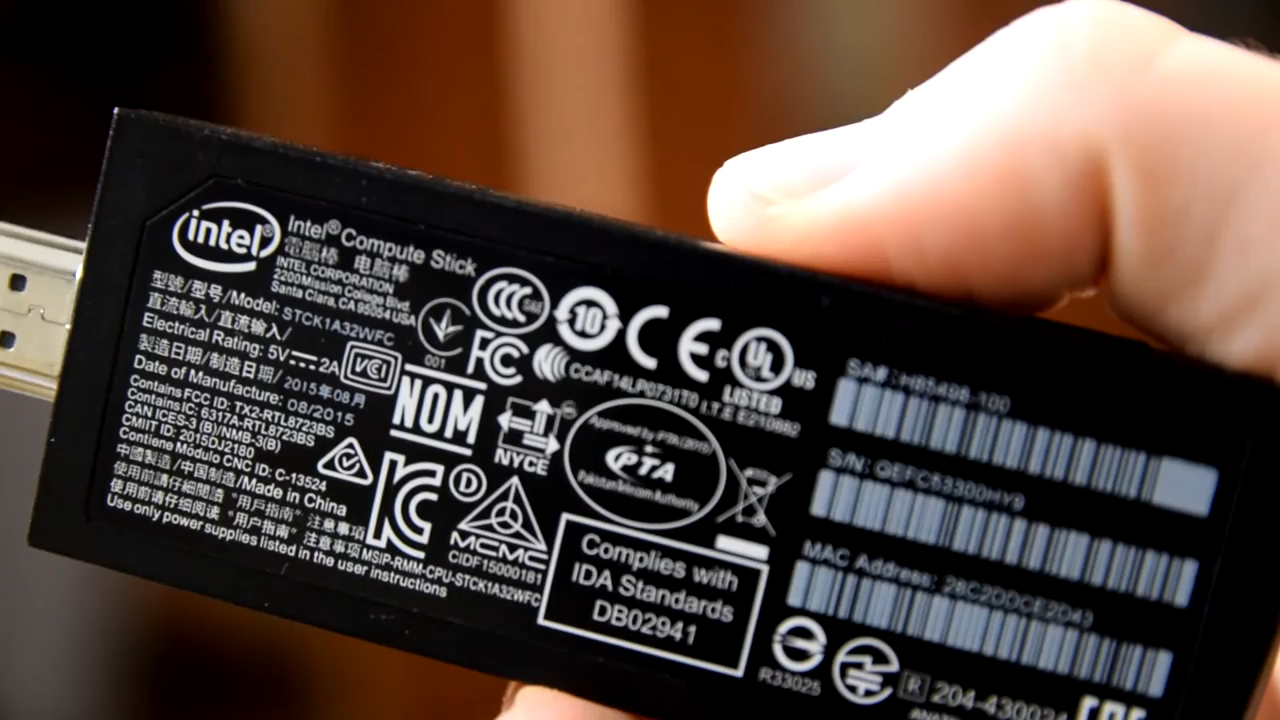 intel®
Intel® Compute Stick
電腦棒 电脑棒
INTEL CORPORATION
2200 Mission College Blvd.
Santa Clara, CA 95054 USA
型號/型号/Model: STCK1A32WFC
直流輸入/直流输入/
Electrical Rating: 5V 2A
VCI
製造日期/制造日期/ 2015年08月
Date of Manufacture: 08/2015
Contains FCC ID: TX2-RTL8723BS
Contains IC: 6317A-RTL8723BS
CAN ICES-3 (B)/NMB-3(B)
CMIIT ID: 2015DJ2180
Contiene Módulo CNC ID: C-13524
中國製造/中国制造/Made in China
使用前請仔細閱讀 "用戶指南" 注意事項
使用前请仔细阅读 "用户指南" 注意事项
Use only power supplies listed in the user instructions
001
CCC S&E
10
CE
c UL US
LISTED
I.T.E E210882
FC
CCAF14LP0731T0
NOM
NYCE
Approved by PTA (2015)
PTA
Pakistan Telecom Authority
KC
MSIP-RMM-CPU-STCK1A32WFC
D
MCMC
CIDF15000181
Complies with
IDA Standards
DB02941
SA#: H85498-100
S/N: GEFC53300HY9
MAC Address:
R33025
R 204-430024
EAC